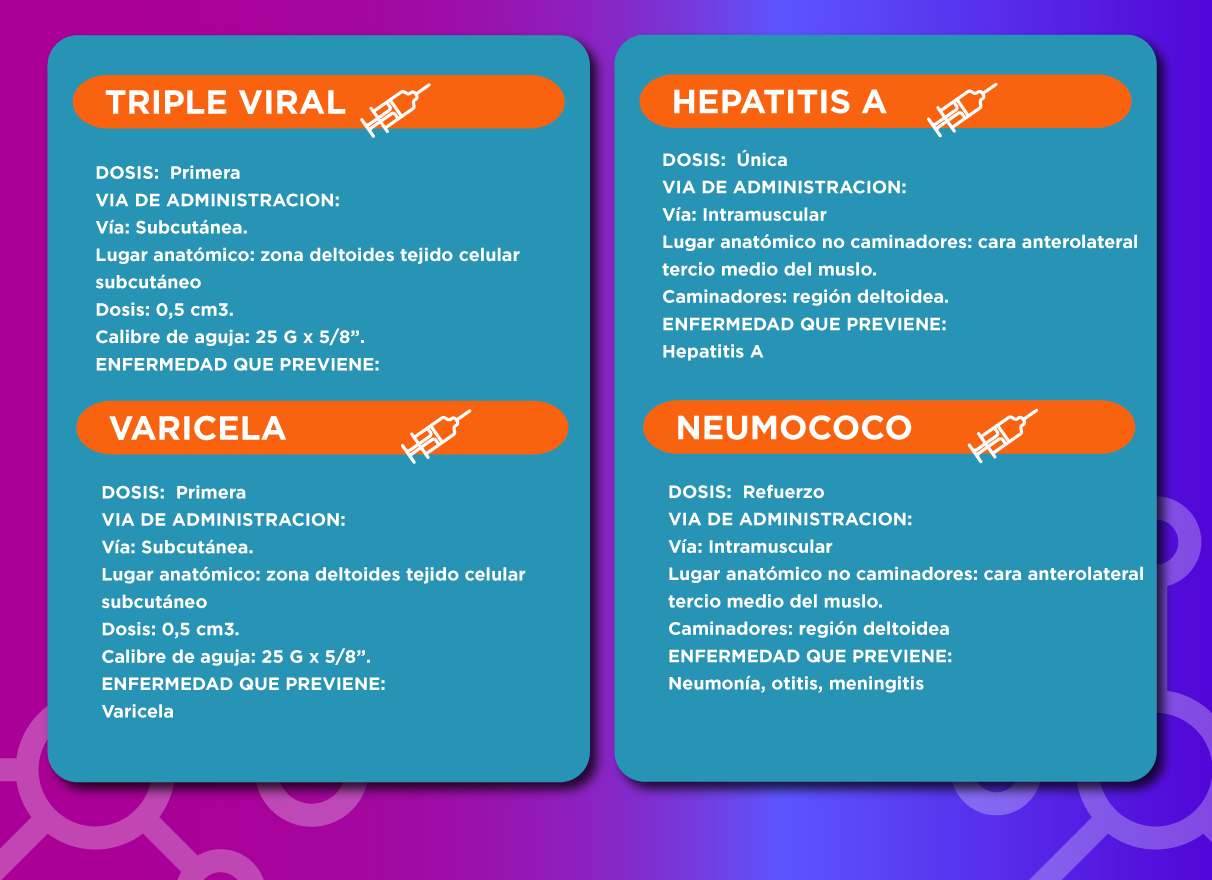 TRIPLE VIRAL
DOSIS: Primera
VIA DE ADMINISTRACION:
Vía: Subcutánea.
Lugar anatómico: zona deltoides tejido celular
subcutáneo
Dosis: 0,5 cm3.
Calibre de aguja: 25 G x 5/8”.
ENFERMEDAD QUE PREVIENE:
VARICELA
DOSIS: Primera
VIA DE ADMINISTRACION:
Vía: Subcutánea.
Lugar anatómico: zona deltoides tejido celular
subcutáneo
Dosis: 0,5 cm3.
Calibre de aguja: 25 G x 5/8”.
ENFERMEDAD QUE PREVIENE:
Varicela
HEPATITIS A
DOSIS: Única
VIA DE ADMINISTRACION:
Vía: Intramuscular
Lugar anatómico no caminadores: cara anterolateral
tercio medio del muslo.
Caminadores: región deltoidea.
ENFERMEDAD QUE PREVIENE:
Hepatitis A
NEUMOCOCO
DOSIS: Refuerzo
VIA DE ADMINISTRACION:
Vía: Intramuscular
Lugar anatómico no caminadores: cara anterolateral
tercio medio del muslo.
Caminadores: región deltoidea
ENFERMEDAD QUE PREVIENE:
Neumonía, otitis, meningitis